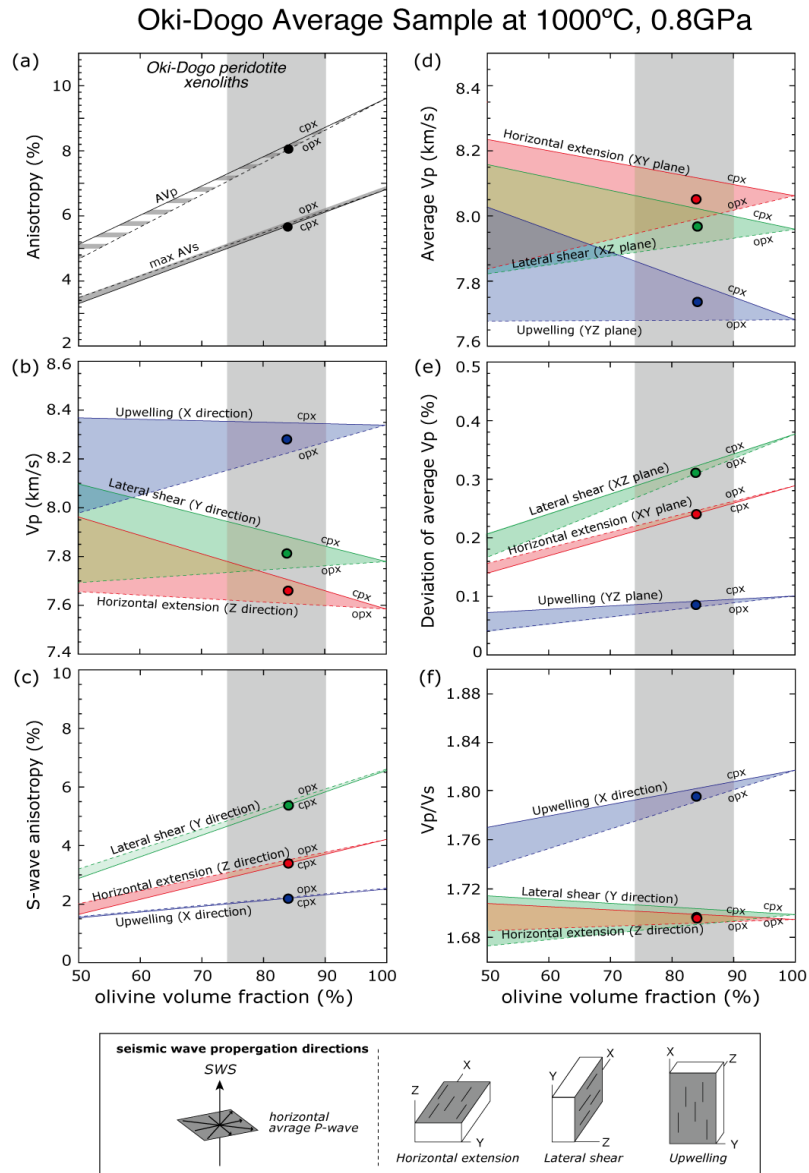 Oki-Dogo Average Sample at 1000ºC, 0.8GPa
(a)
Oki-Dogo peridotite
xenoliths
10
8
6
4
2
Anisotropy (%)
AVp
max AVs
cpx
opx
opx
cpx
(b)
8.6
8.4
8.2
8.0
7.8
7.6
7.4
Vp (km/s)
Upwelling (X direction)
cpx
opx
Lateral shear (Y direction)
cpx
opx
Horizontal extension (Z direction)
cpx
opx
(c)
10
8
6
4
2
0
S-wave anisotropy (%)
Lateral shear (Y direction)
opx
cpx
Horizontal extension (Z direction)
opx
cpx
Upwelling (X direction)
opx
cpx
50 60 70 80 90 100
olivine volume fraction (%)
(d)
8.4
8.2
8.0
7.8
7.6
Average Vp (km/s)
Horizontal extension (XY plane)
cpx
opx
Lateral shear (XZ plane)
cpx
opx
Upwelling (YZ plane)
cpx
opx
(e)
0.5
0.4
0.3
0.2
0.1
0
Deviation of average Vp (%)
Lateral shear (XZ plane)
cpx
opx
Horizontal extension (XY plane)
opx
cpx
Upwelling (YZ plane)
cpx
opx
(f)
1.88
1.84
1.80
1.76
1.72
1.68
Vp/Vs
Upwelling (X direction)
cpx
opx
Lateral shear (Y direction)
cpx cpx
opx opx
Horizontal extension (Z direction)
50 60 70 80 90 100
olivine volume fraction (%)
seismic wave propergation directions
SWS
horizontal
avrage P-wave
X
Z
Y
Horizontal extension
X
Y
Z
Lateral shear
X
Z
Y
Upwelling